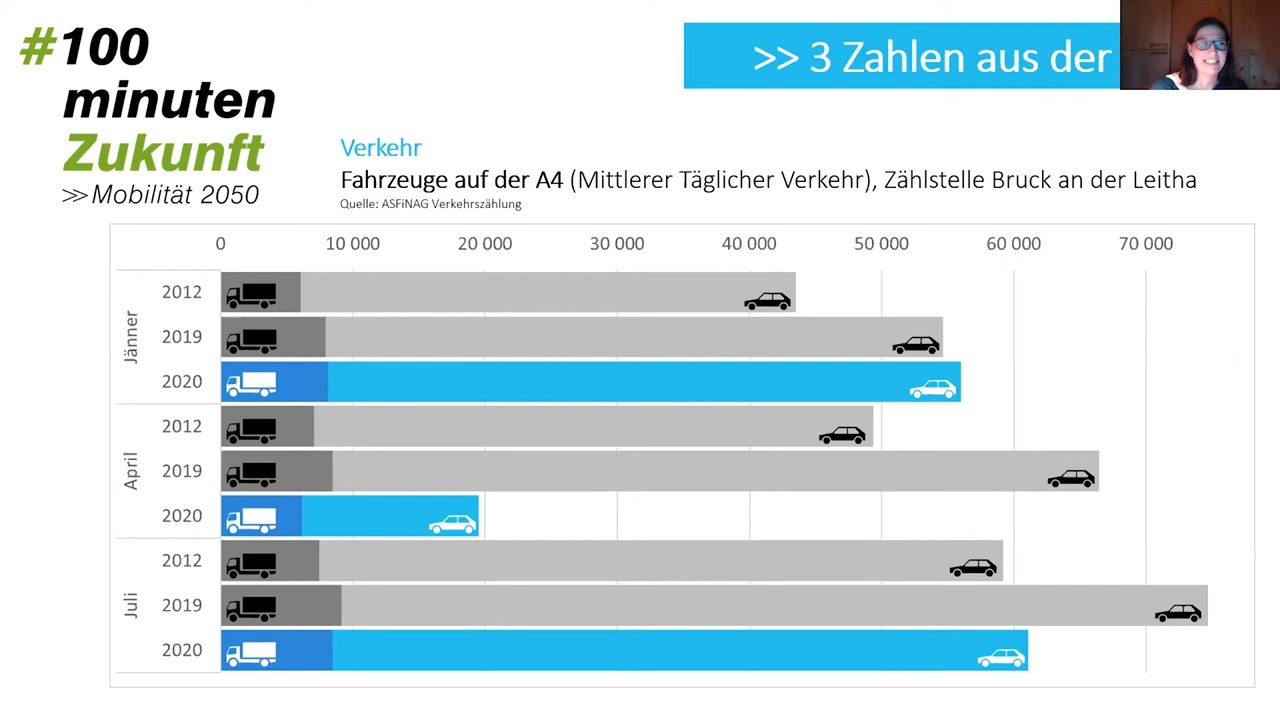 #100
minuten
Zukunft
>> Mobilität 2050
>> 3 Zahlen aus der
Verkehr
Fahrzeuge auf der A4 (Mittlerer Täglicher Verkehr), Zählstelle Bruck an der Leitha
Quelle: ASFiNAG Verkehrszählung
0 10 000 20 000 30 000 40 000 50 000 60 000 70 000
Jänner
2012
2019
2020
April
2012
2019
2020
Juli
2012
2019
2020